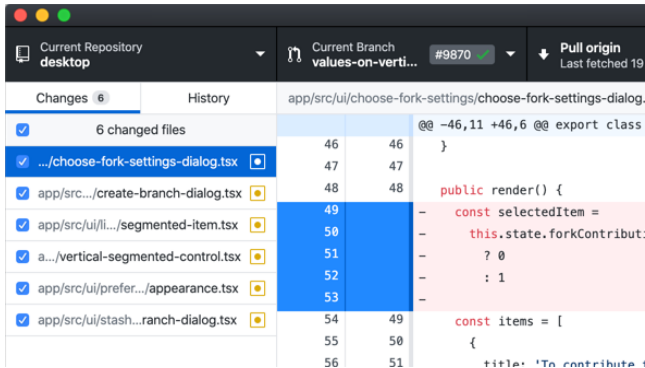 Current Repository
desktop
Current Branch
values-on-verti...
#9870
Pull origin
Last fetched 19
Changes 6
History
app/src/ui/choose-fork-settings/choose-fork-settings-dialog.
6 changed files
.../choose-fork-settings-dialog.tsx
app/src.../create-branch-dialog.tsx
app/src/ui/li.../segmented-item.tsx
a.../vertical-segmented-control.tsx
app/src/ui/prefer.../appearance.tsx
app/src/ui/stash...ranch-dialog.tsx
@@ -46,11 +46,6 @@ export class
46 46 }
47 47
48 48 public render() {
49 - const selectedItem =
50 - this.state.forkContributi
51 - ? 0
52 - : 1
53 -
54 49 const items = [
55 50 {
56 51 title: 'To contribute t